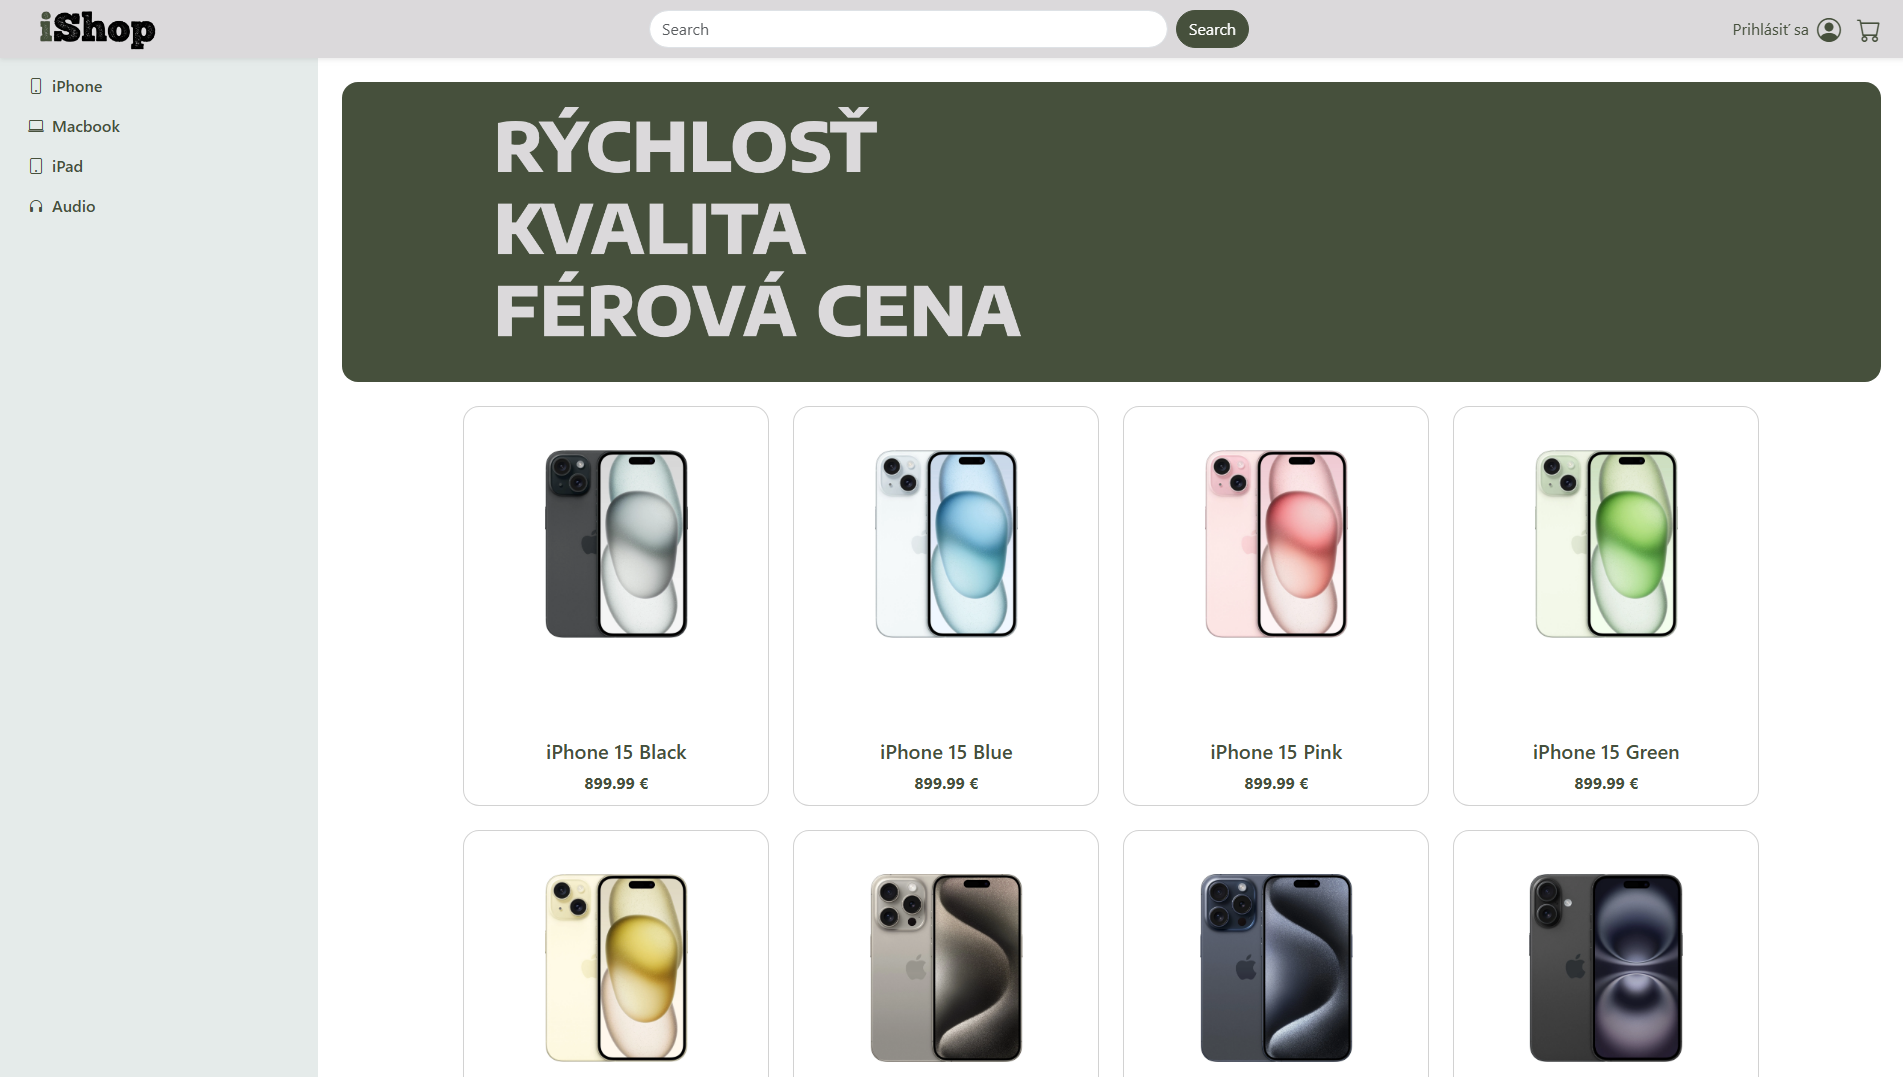 iShop
Search
Search
Prihlásiť sa
iPhone
Macbook
iPad
Audio
RÝCHLOSŤ
KVALITA
FÉROVÁ CENA
iPhone 15 Black
899.99 €
iPhone 15 Blue
899.99 €
iPhone 15 Pink
899.99 €
iPhone 15 Green
899.99 €